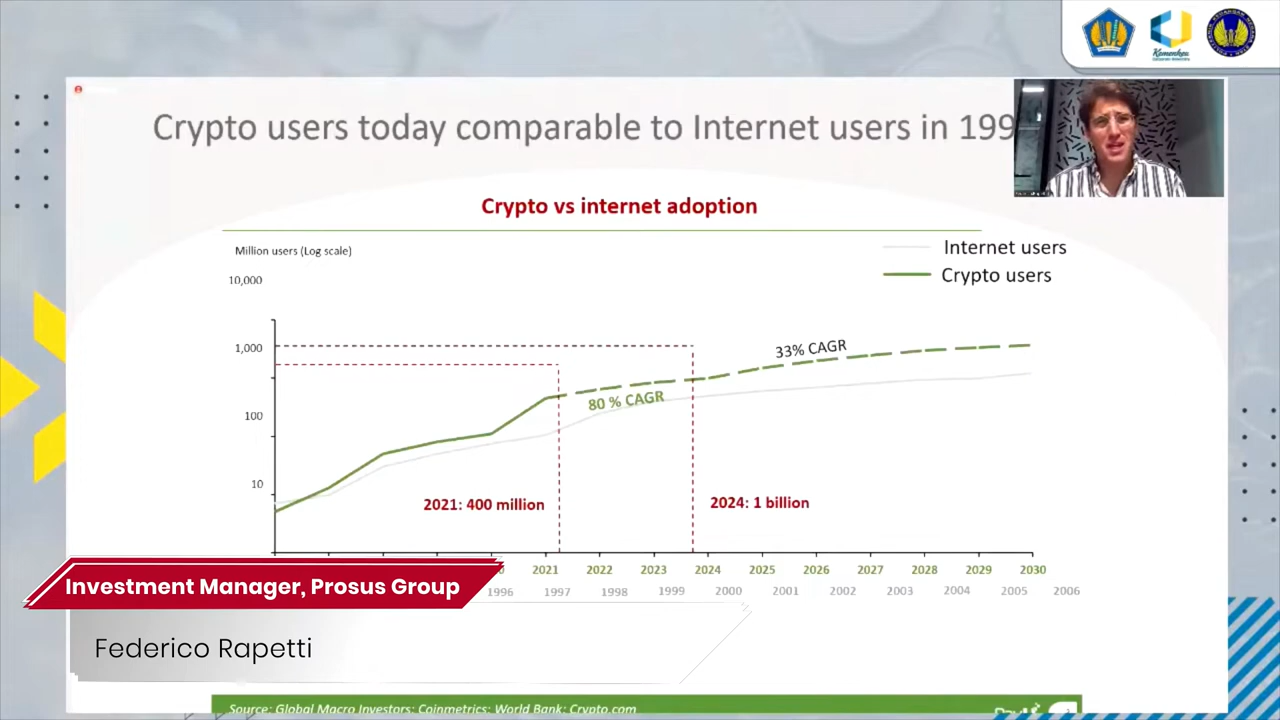 Kemenkeu
Crypto users today comparable to Internet users in 199
Crypto vs internet adoption
Million users (Log scale)
Internet users
Crypto users
10,000
1,000
100
10
33% CAGR
80 % CAGR
2021: 400 million
2024: 1 billion
2021 2022 2023 2024 2025 2026 2027 2028 2029 2030
1996 1997 1998 1999 2000 2001 2002 2003 2004 2005 2006
Investment Manager, Prosus Group
Federico Rapetti
Source: Global Macro Investors; Coinmetrics; World Bank; Crypto.com